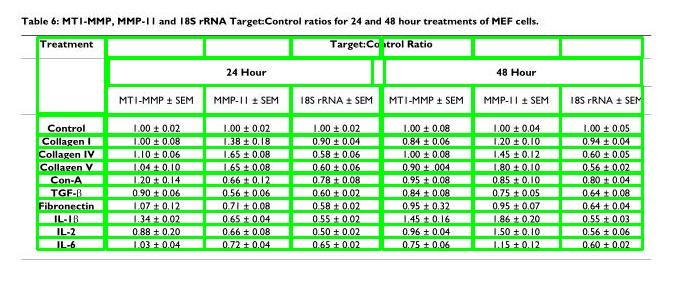 Table 6: MT1-MMP, MMP-11 and 18S rRNA Target:Control ratios for 24 and 48 hour treatments of MEF cells.
Treatment Target:Control Ratio
24 Hour 48 Hour
MT1-MMP ± SEM MMP-11 ± SEM 18S rRNA ± SEM MT1-MMP ± SEM MMP-11 ± SEM 18S rRNA ± SEM
Control 1.00 ± 0.02 1.00 ± 0.02 1.00 ± 0.02 1.00 ± 0.08 1.00 ± 0.04 1.00 ± 0.05
Collagen I 1.00 ± 0.08 1.38 ± 0.18 0.90 ± 0.04 0.84 ± 0.06 1.20 ± 0.10 0.94 ± 0.04
Collagen IV 1.10 ± 0.06 1.65 ± 0.08 0.58 ± 0.06 1.00 ± 0.08 1.45 ± 0.12 0.60 ± 0.05
Collagen V 1.04 ± 0.10 1.65 ± 0.08 0.60 ± 0.06 0.90 ± .004 1.80 ± 0.10 0.56 ± 0.02
Con-A 1.20 ± 0.14 0.66 ± 0.12 0.78 ± 0.08 0.95 ± 0.08 0.85 ± 0.10 0.80 ± 0.04
TGF-ß 0.90 ± 0.06 0.56 ± 0.06 0.60 ± 0.02 0.84 ± 0.08 0.75 ± 0.05 0.64 ± 0.08
Fibronectin 1.07 ± 0.12 0.71 ± 0.08 0.58 ± 0.02 0.95 ± 0.32 0.95 ± 0.07 0.64 ± 0.04
IL-1ß 1.34 ± 0.02 0.65 ± 0.04 0.55 ± 0.02 1.45 ± 0.16 1.86 ± 0.20 0.55 ± 0.03
IL-2 0.88 ± 0.20 0.66 ± 0.08 0.50 ± 0.02 0.96 ± 0.04 1.50 ± 0.10 0.56 ± 0.06
IL-6 1.03 ± 0.04 0.72 ± 0.04 0.65 ± 0.02 0.75 ± 0.06 1.15 ± 0.12 0.60 ± 0.02